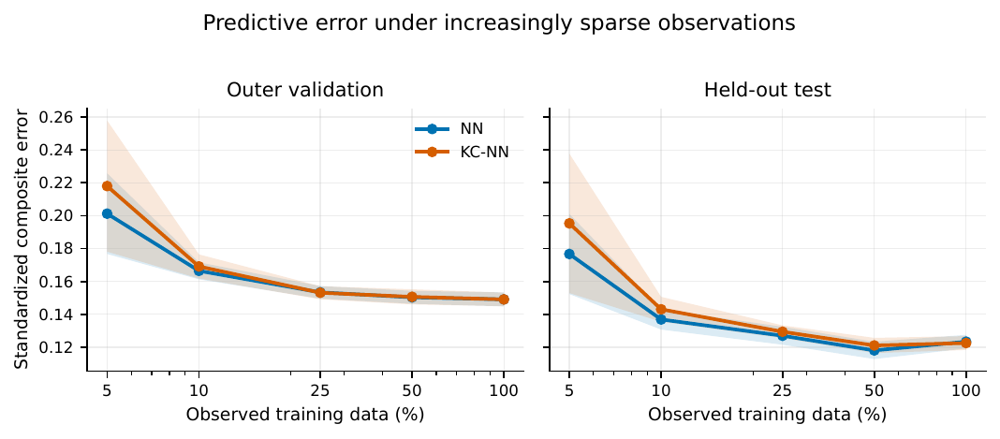 Predictive error under increasingly sparse observations
Outer validation
Held-out test
Standardized composite error
0.26
0.24
0.22
0.20
0.18
0.16
0.14
0.12
NN
KC-NN
5 10 25 50 100
5 10 25 50 100
Observed training data (%)
Observed training data (%)